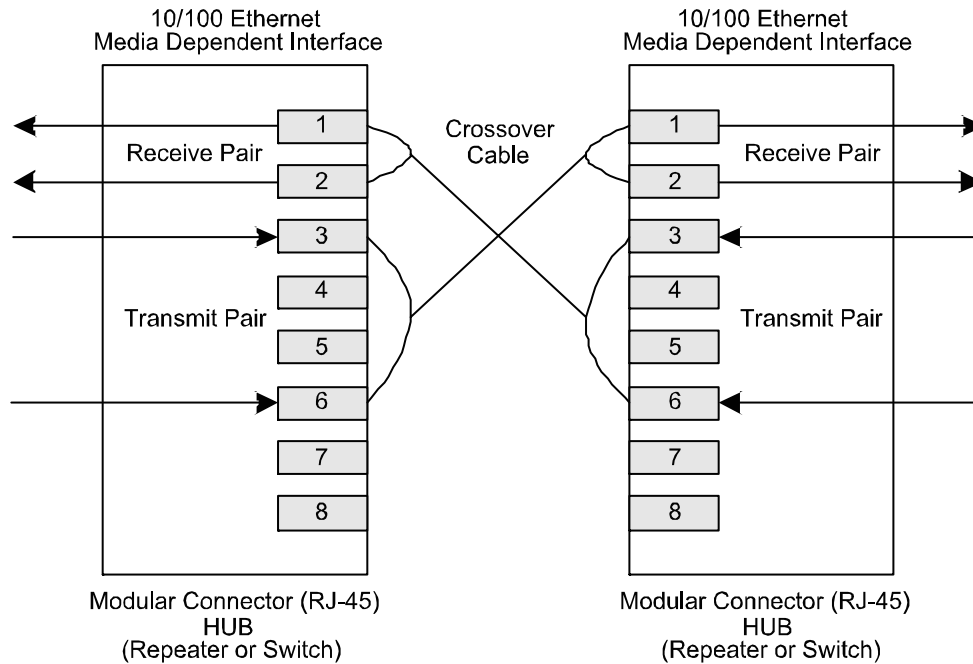 10/100 Ethernet
Media Dependent Interface
10/100 Ethernet
Media Dependent Interface
1
Receive Pair
2
3
4
Transmit Pair
5
6
7
8
Crossover
Cable
1
Receive Pair
2
3
4
Transmit Pair
5
6
7
8
Modular Connector (RJ-45)
HUB
(Repeater or Switch)
Modular Connector (RJ-45)
HUB
(Repeater or Switch)